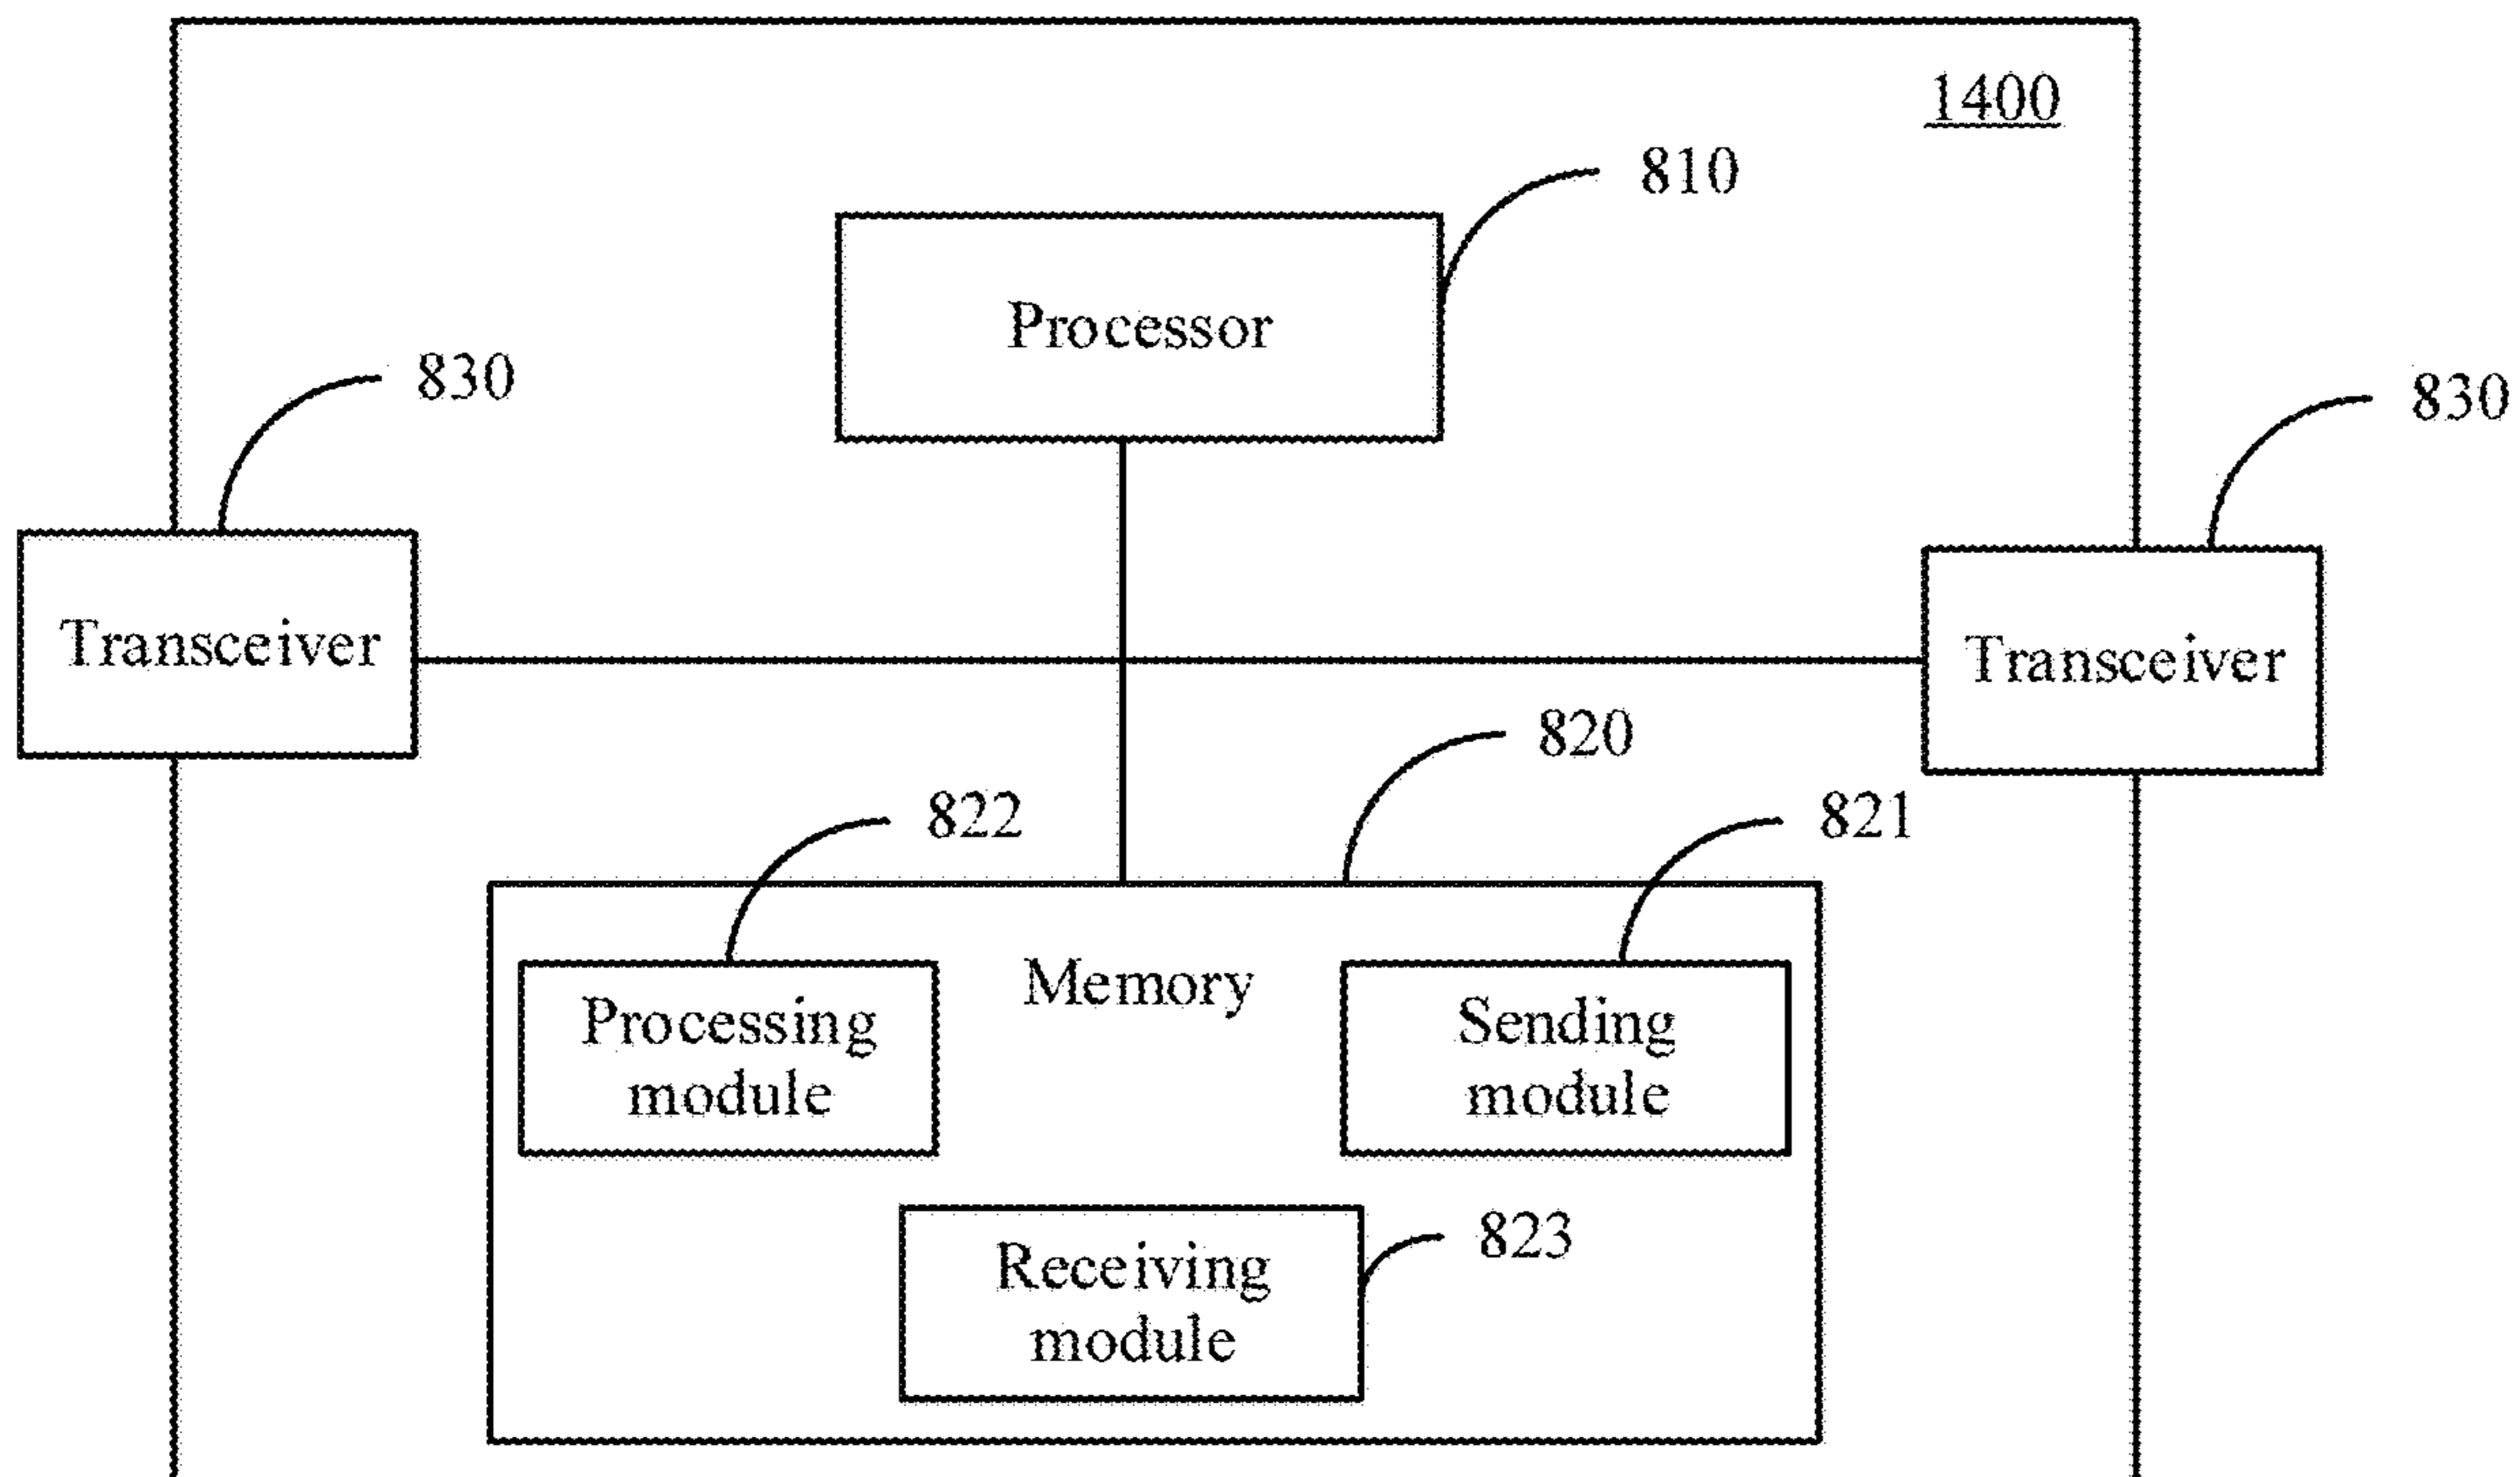 1400
810
Processor
830
830
Transceiver
Transceiver
820
822
821
Memory
Processing
module
Sending
module
823
Receiving
module